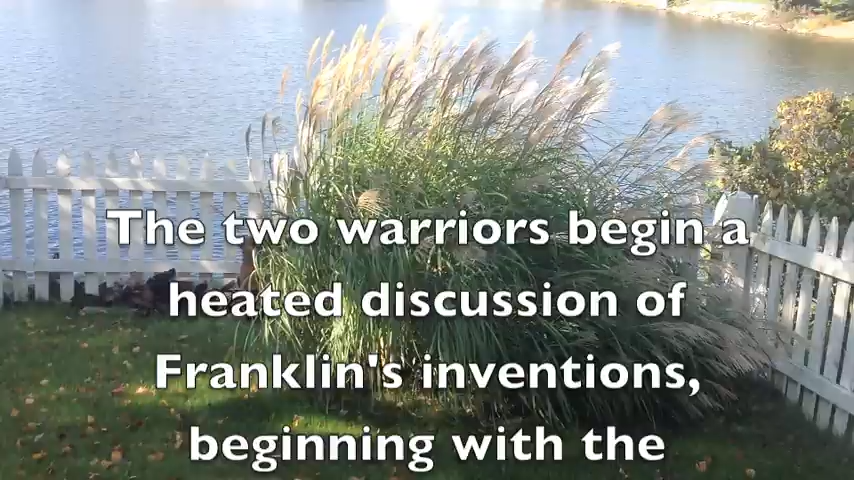 The two warriors begin a
heated discussion of
Franklin's inventions,
beginning with the